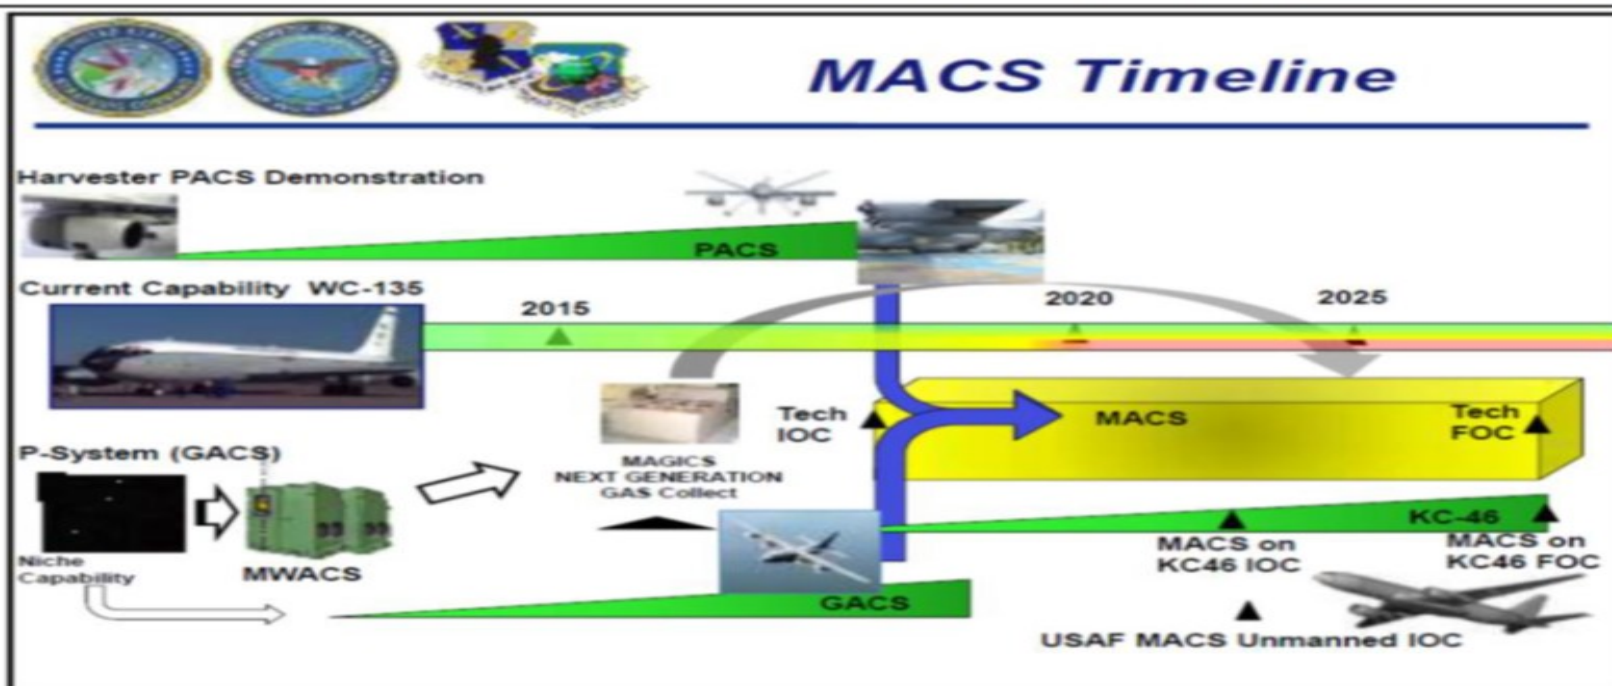 MACS Timeline
Harvester PACS Demonstration
PACS
Current Capability WC-135
2015
2020
2025
Tech
IOC
MACS
Tech
FOC
P-System (GACS)
MAGICS
NEXT GENERATION
GAS Collect
KC-46
MACS on
KC46 IOC
MACS on
KC46 FOC
Niche
Capability
MWACS
GACS
USAF MACS Unmanned IOC